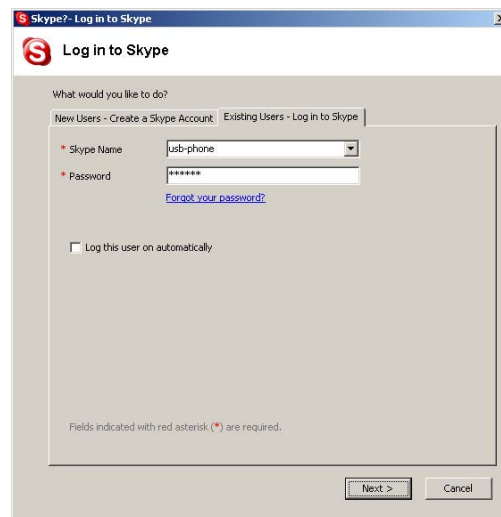 Skype?- Log in to Skype
Log in to Skype
What would you like to do?
New Users - Create a Skype Account Existing Users - Log in to Skype
* Skype Name usb-phone
* Password ******
Forgot your password?
Log this user on automatically
Fields indicated with red asterisk (*) are required.
Next > Cancel